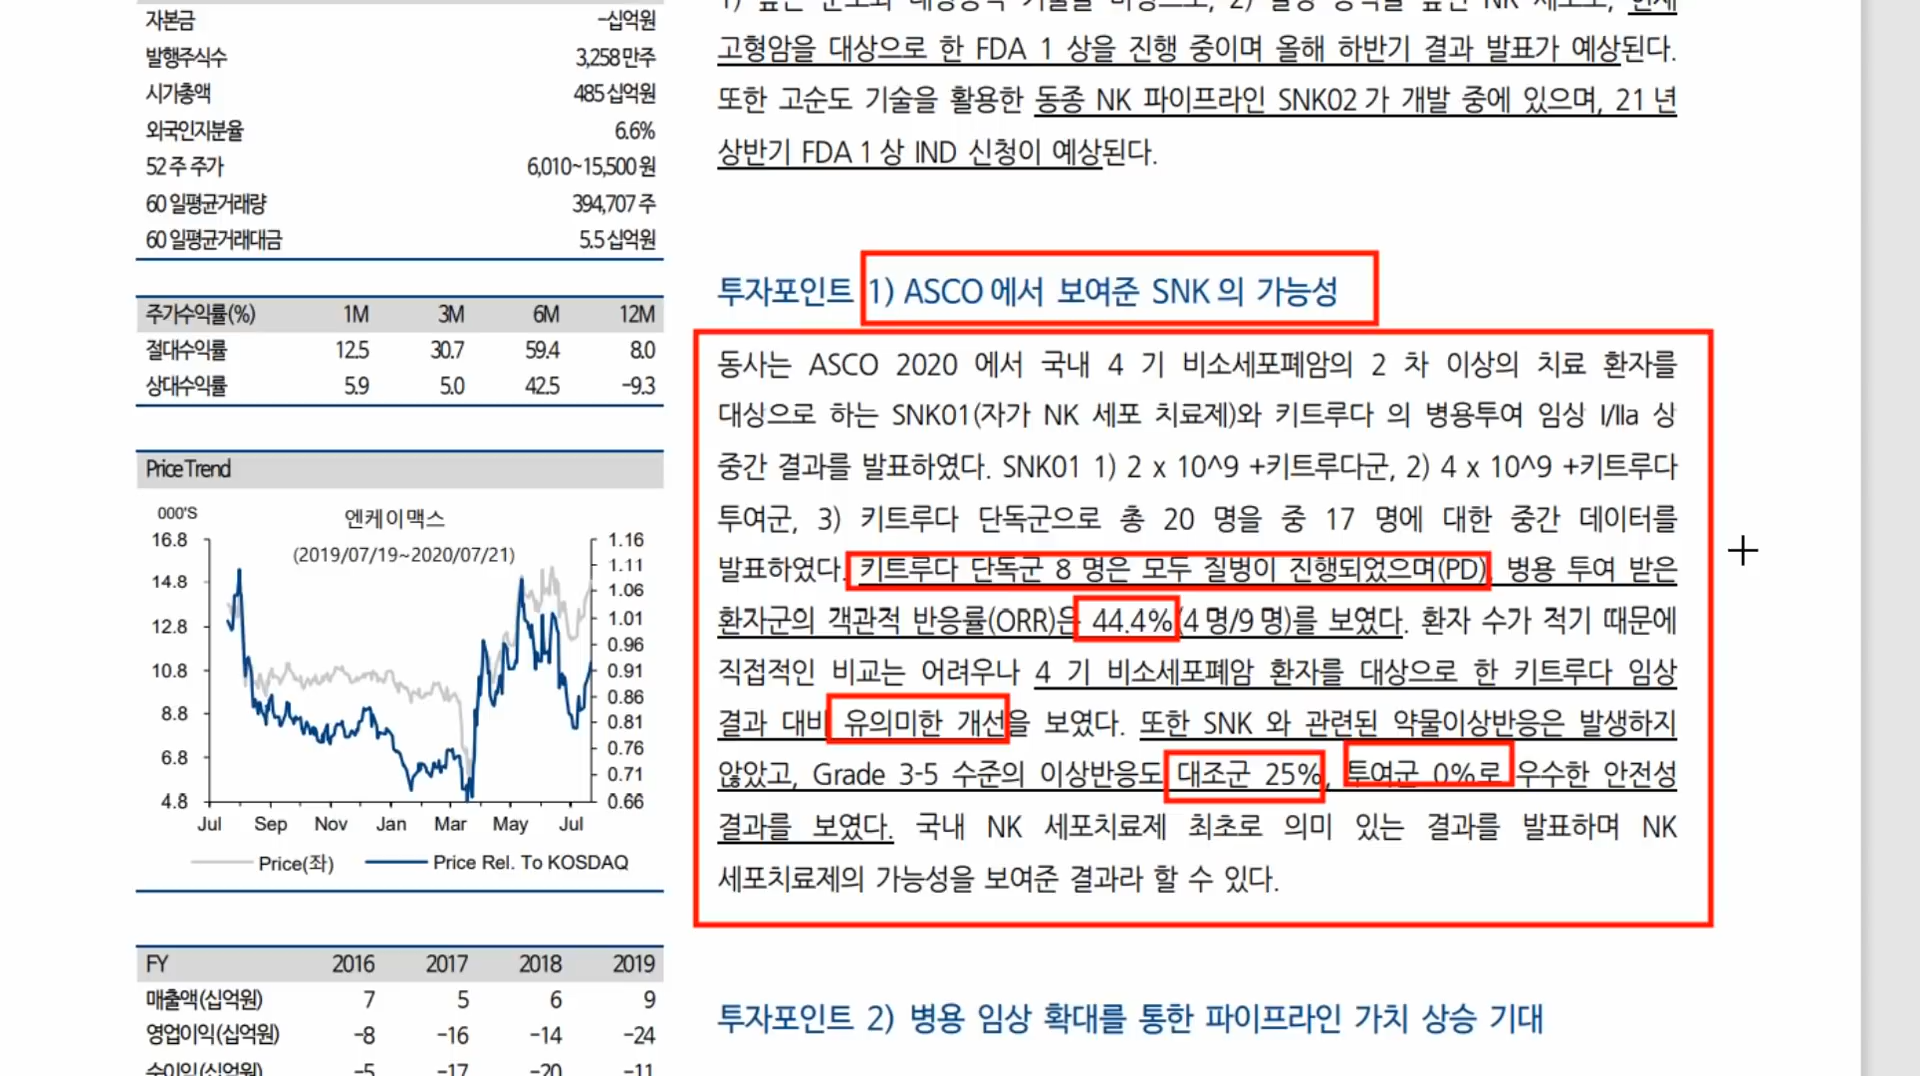 자본금 -십억원
발행주식수 3,258만주
시가총액 485십억원
외국인지분율 6.6%
52주 주가 6,010~15,500원
60일평균거래량 394,707주
60일평균거래대금 5.5십억원
주가수익률(%) 1M 3M 6M 12M
절대수익률 12.5 30.7 59.4 8.0
상대수익률 5.9 5.0 42.5 -9.3
Price Trend
000'S
엔케이맥스
(2019/07/19~2020/07/21)
16.8 1.16
14.8 1.11
1.06
12.8 1.01
0.96
10.8 0.91
0.86
8.8 0.81
0.76
6.8 0.71
4.8 0.66
Jul Sep Nov Jan Mar May Jul
Price(좌) Price Rel. To KOSDAQ
FY 2016 2017 2018 2019
매출액(십억원) 7 5 6 9
영업이익(십억원) -8 -16 -14 -24
순이익(십억원) -5 -17 -20 -11
고형암을 대상으로 한 FDA 1 상을 진행 중이며 올해 하반기 결과 발표가 예상된다.
또한 고순도 기술을 활용한 동종 NK 파이프라인 SNK02 가 개발 중에 있으며, 21 년
상반기 FDA 1 상 IND 신청이 예상된다.
투자포인트 1) ASCO 에서 보여준 SNK 의 가능성
동사는 ASCO 2020 에서 국내 4 기 비소세포폐암의 2 차 이상의 치료 환자를
대상으로 하는 SNK01(자가 NK 세포 치료제)와 키트루다 의 병용투여 임상 I/IIa 상
중간 결과를 발표하였다. SNK01 1) 2 x 10^9 +키트루다군, 2) 4 x 10^9 +키트루다
투여군, 3) 키트루다 단독군으로 총 20 명을 중 17 명에 대한 중간 데이터를
발표하였다. 키트루다 단독군 8 명은 모두 질병이 진행되었으며(PD), 병용 투여 받은
환자군의 객관적 반응률(ORR)은 44.4%(4 명/9 명)를 보였다. 환자 수가 적기 때문에
직접적인 비교는 어려우나 4 기 비소세포폐암 환자를 대상으로 한 키트루다 임상
결과 대비 유의미한 개선을 보였다. 또한 SNK 와 관련된 약물이상반응은 발생하지
않았고, Grade 3-5 수준의 이상반응도 대조군 25%, 투여군 0%로 우수한 안전성
결과를 보였다. 국내 NK 세포치료제 최초로 의미 있는 결과를 발표하며 NK
세포치료제의 가능성을 보여준 결과라 할 수 있다.
투자포인트 2) 병용 임상 확대를 통한 파이프라인 가치 상승 기대